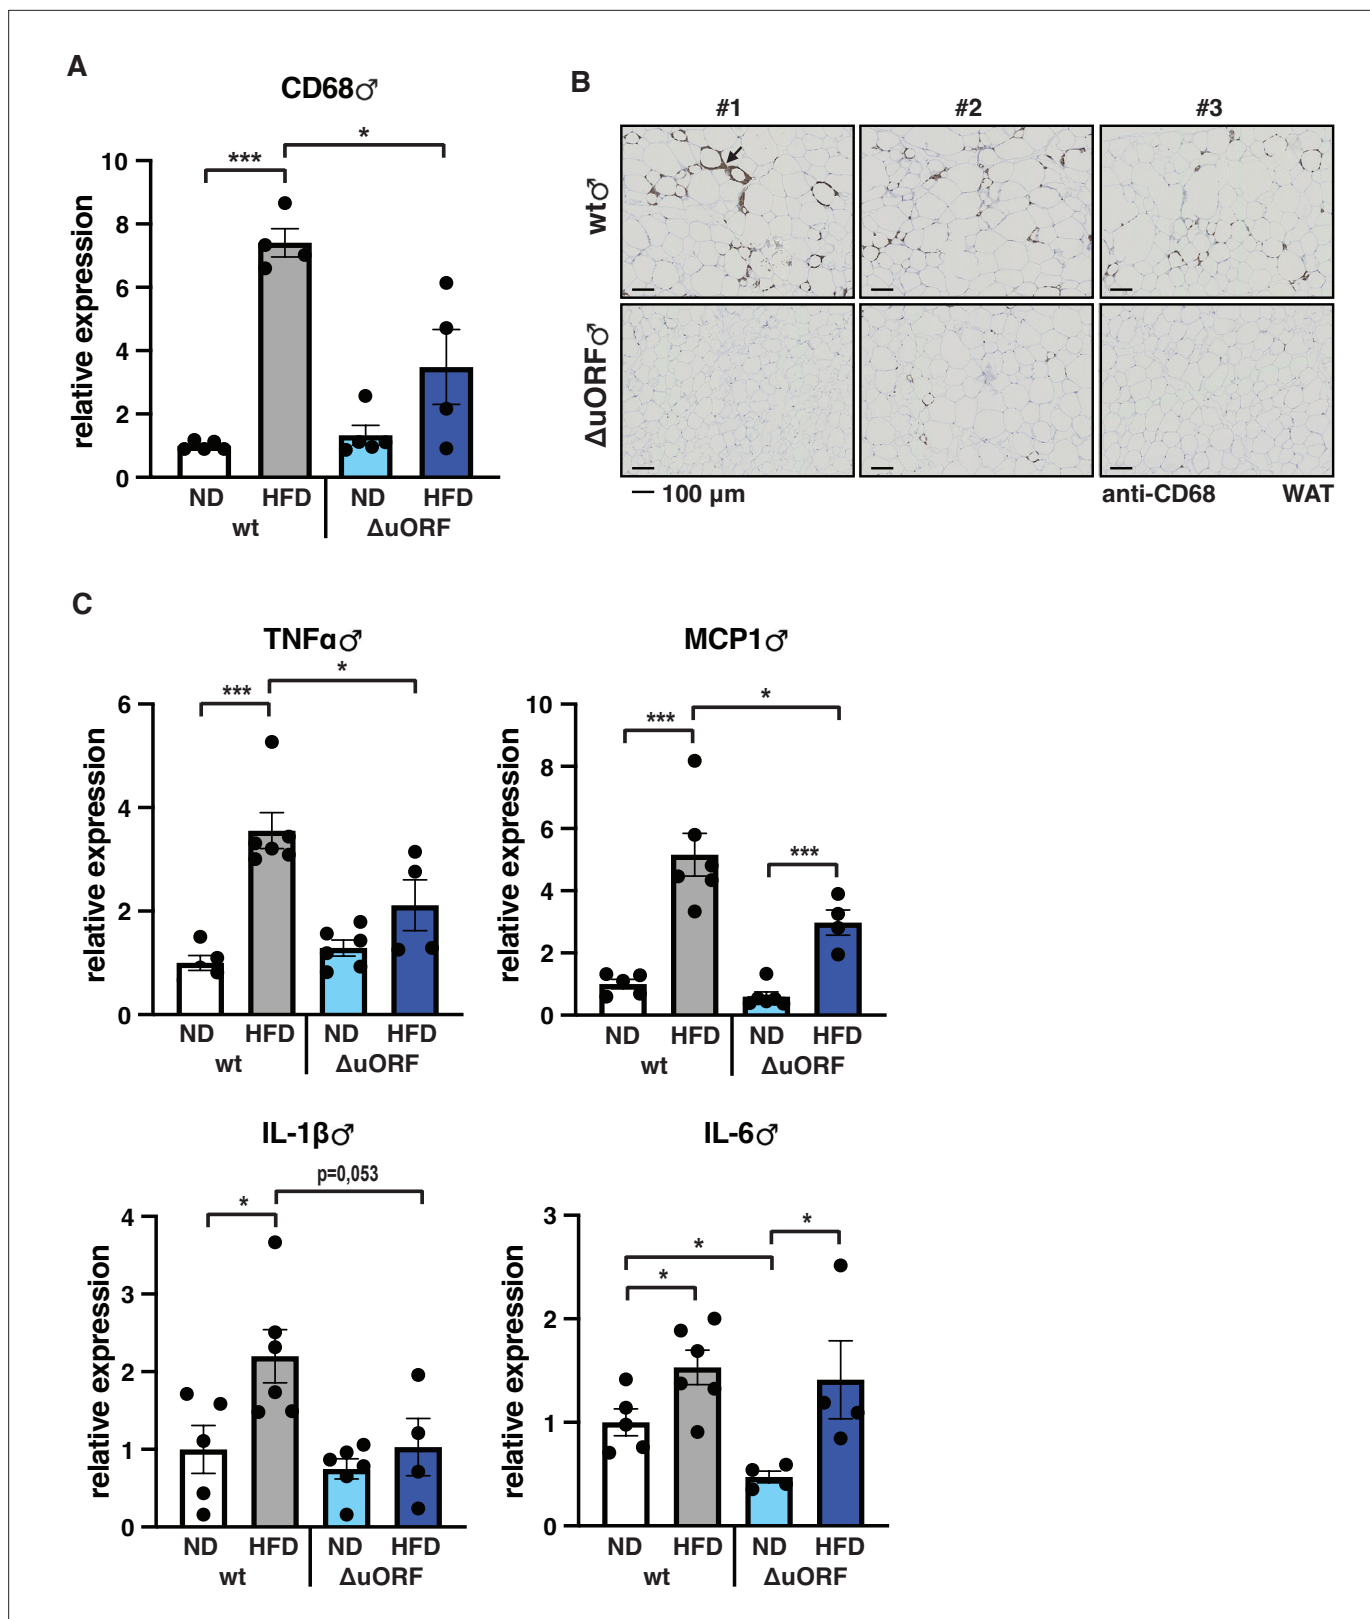 A
CD68♂
relative expression
10
8
6
4
2
0
***
*
ND HFD ND HFD
wt ΔuORF
B
#1 #2 #3
wt♂
ΔuORF♂
100 µm
anti-CD68 WAT
C
TNFɑ♂
relative expression
6
4
2
0
***
*
ND HFD ND HFD
wt ΔuORF
MCP1♂
relative expression
10
8
6
4
2
0
***
*
***
ND HFD ND HFD
wt ΔuORF
IL-1β♂
relative expression
4
3
2
1
0
*
p=0,053
ND HFD ND HFD
wt ΔuORF
IL-6♂
relative expression
3
2
1
0
*
*
*
ND HFD ND HFD
wt ΔuORF